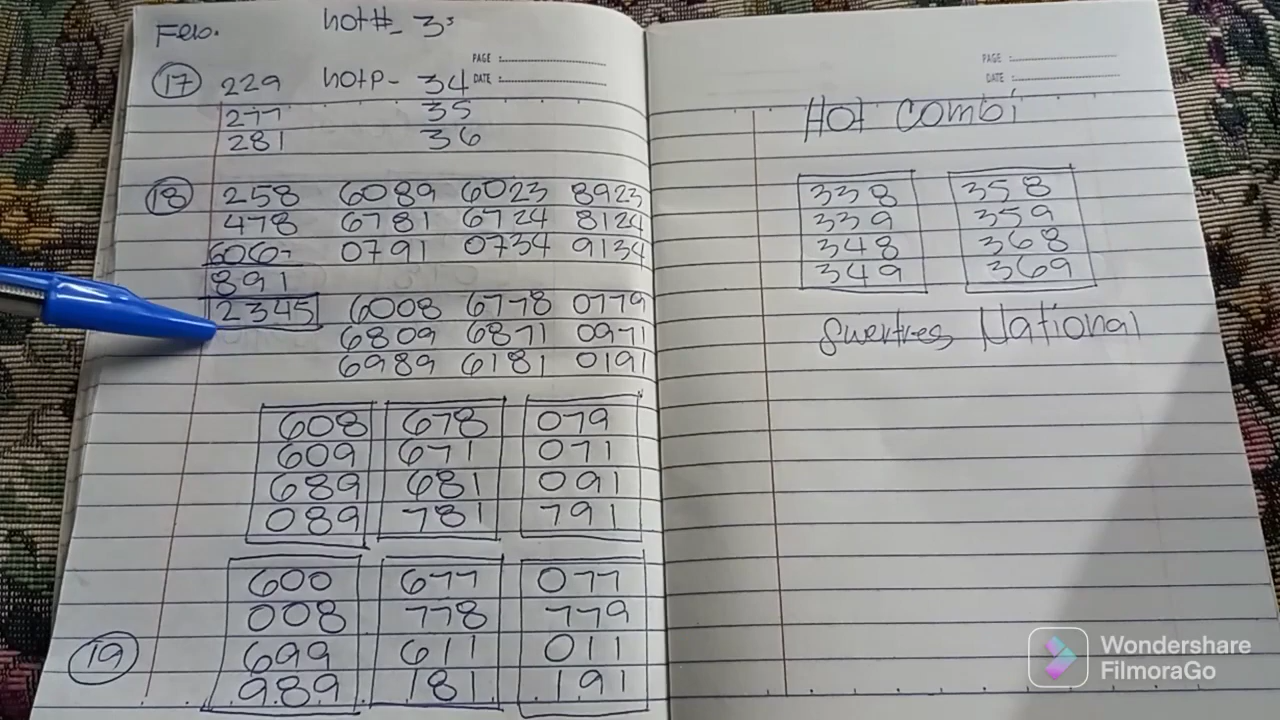 Feb. hot#- 3s
PAGE :
17 229 hotp- 34
DATE :
277 35
281 36
18 258 6089 6023 8923
478 6781 6724 8124
6067 0791 0734 9134
891
2345 6008 6778 0779
6809 6871 0971
6989 6181 0191
608 678 079
609 671 071
689 681 091
089 781 791
600 677 077
008 778 779
19 699 611 011
989 181 191
PAGE :
DATE :
Hot Combi
338 358
339 359
348 368
349 369
Swertres National
Wondershare
FilmoraGo